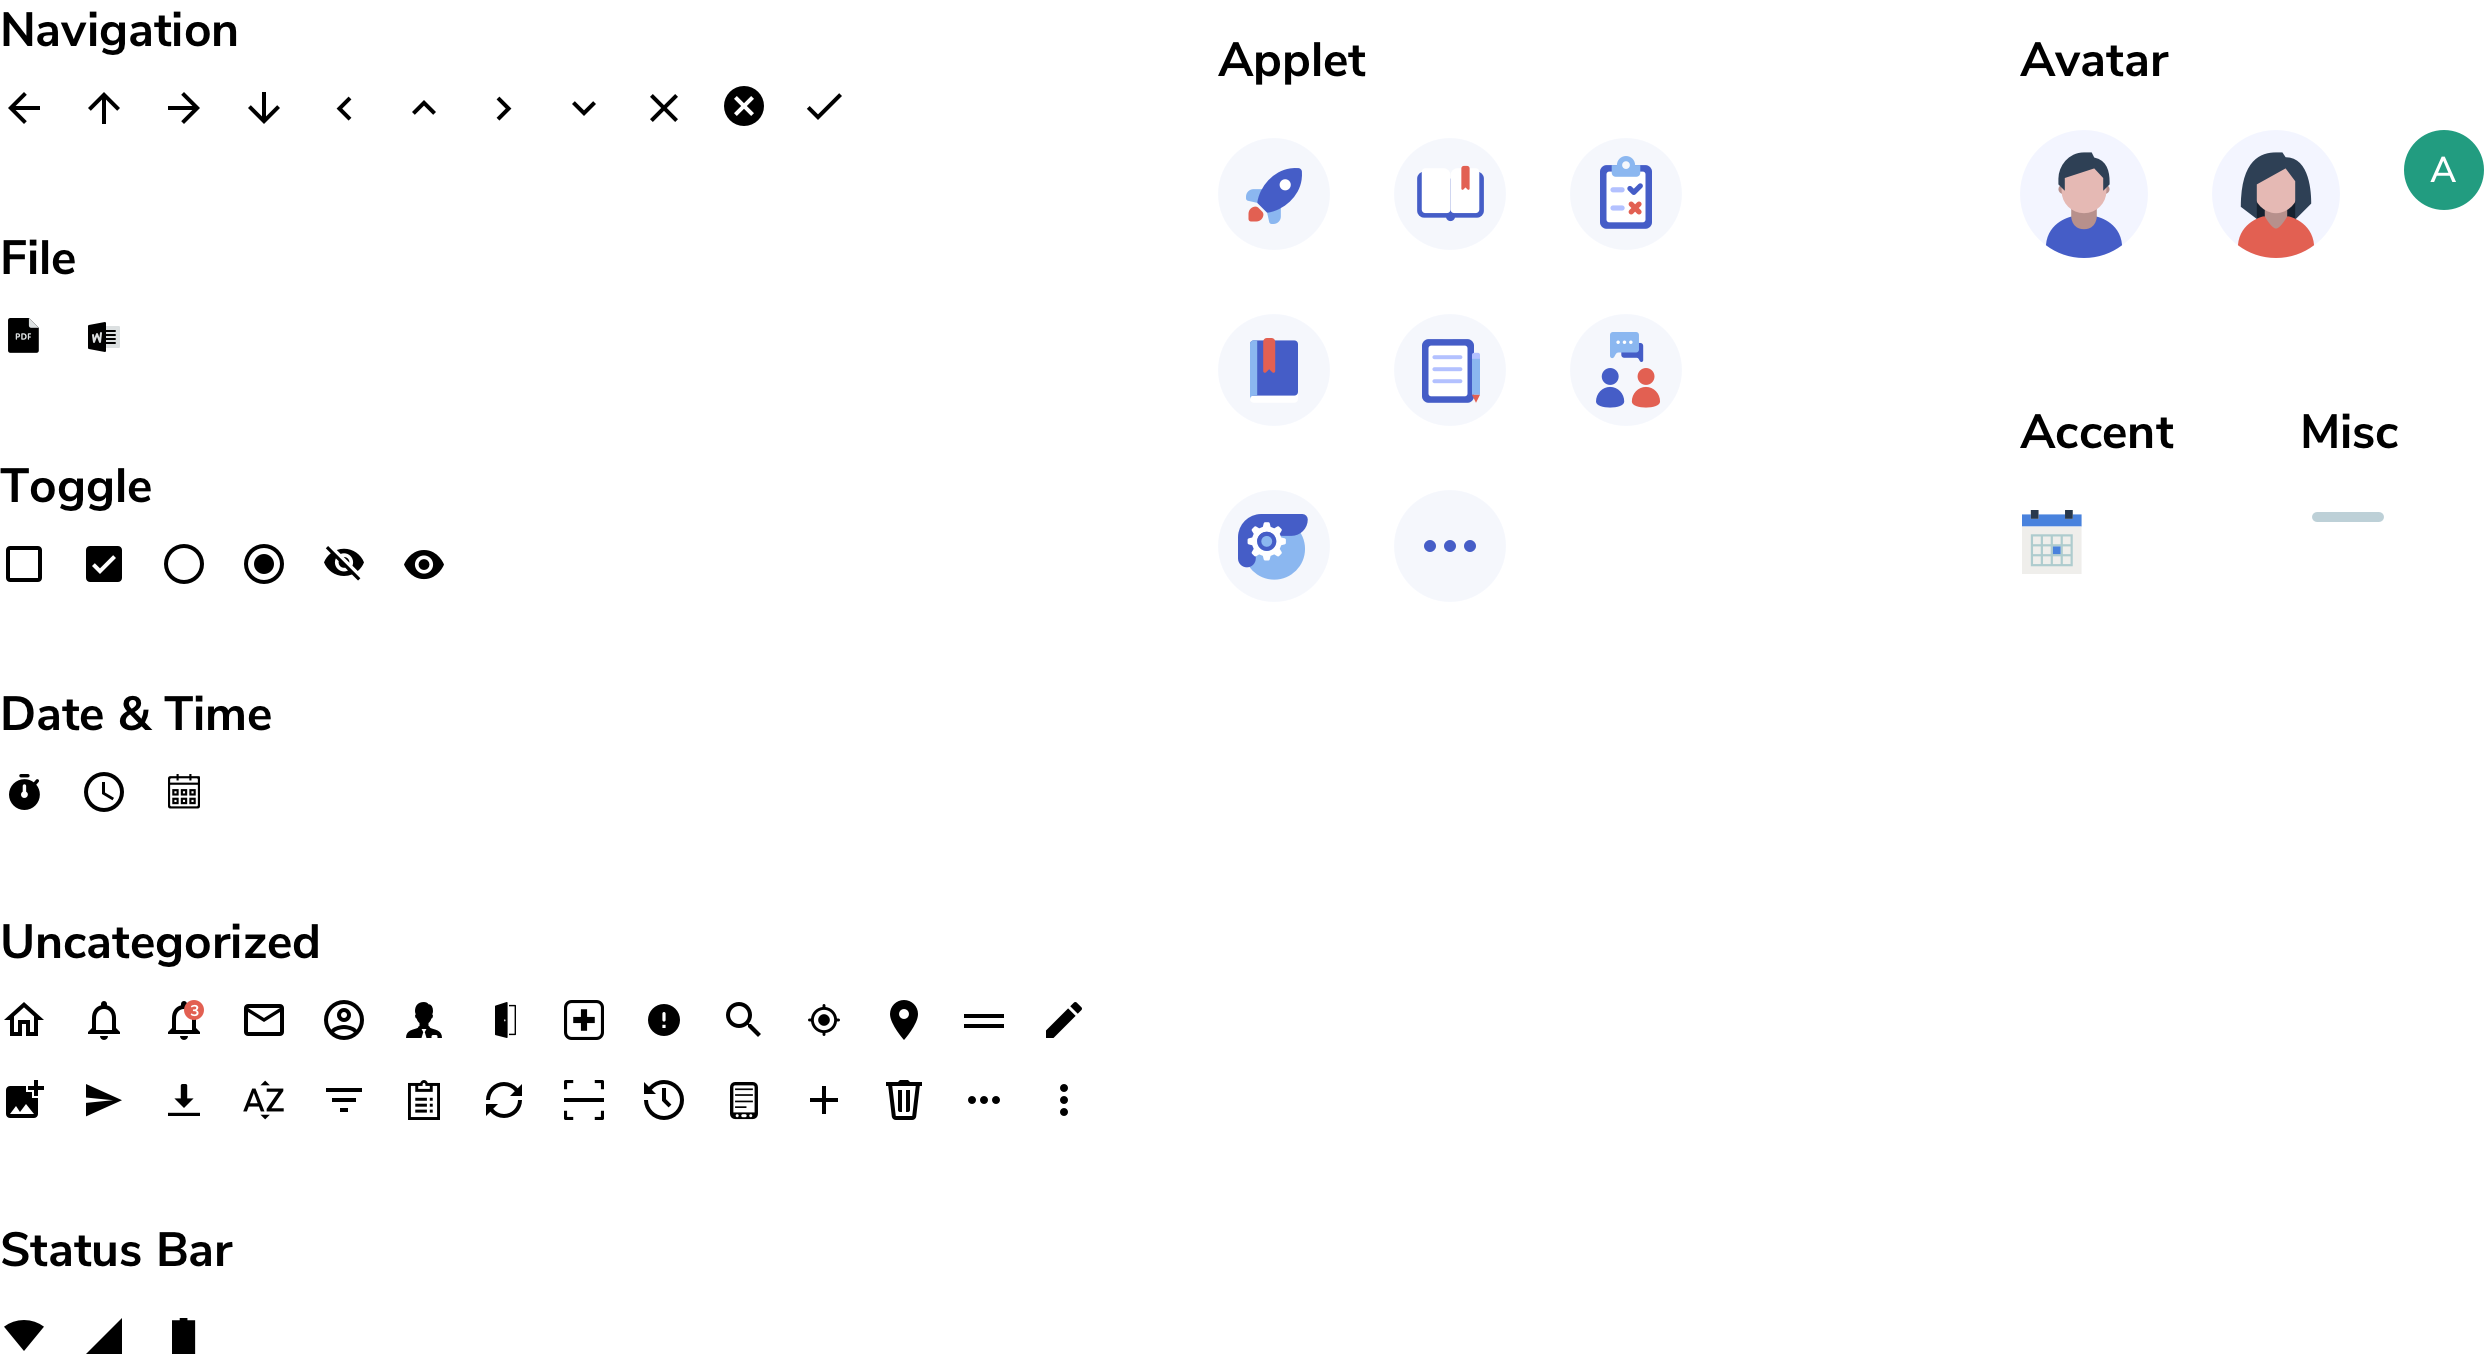 Navigation
File
PDF W
Toggle
Date & Time
Uncategorized
3
AZ
Status Bar
Applet
Avatar
A
Accent Misc